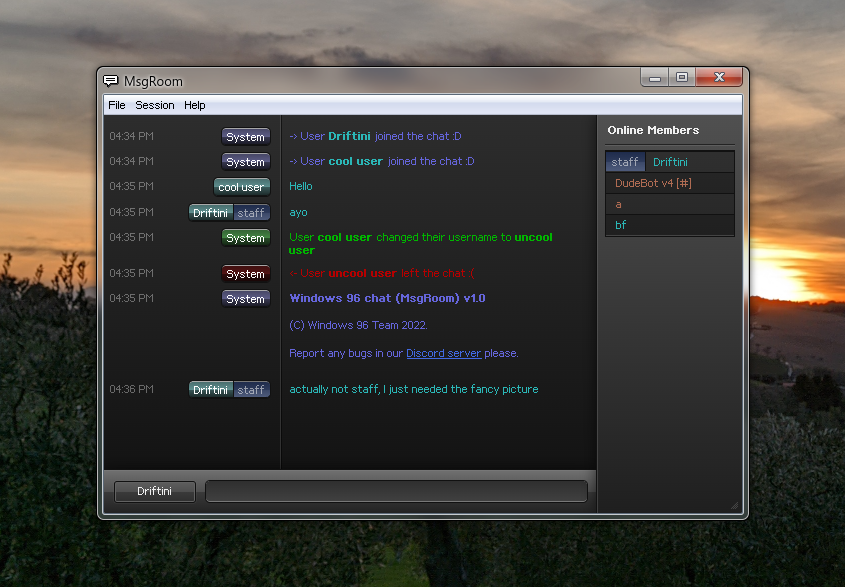 MsgRoom
File Session Help
04:34 PM System -> User Driftini joined the chat :D
04:34 PM System -> User cool user joined the chat :D
04:35 PM cool user Hello
04:35 PM Driftini staff ayo
04:35 PM System User cool user changed their username to uncool
user
04:35 PM System <- User uncool user left the chat :(
04:35 PM System Windows 96 chat (MsgRoom) v1.0
(C) Windows 96 Team 2022.
Report any bugs in our Discord server please.
04:36 PM Driftini staff actually not staff, I just needed the fancy picture
Driftini
Online Members
staff Driftini
DudeBot v4 [#]
a
bf